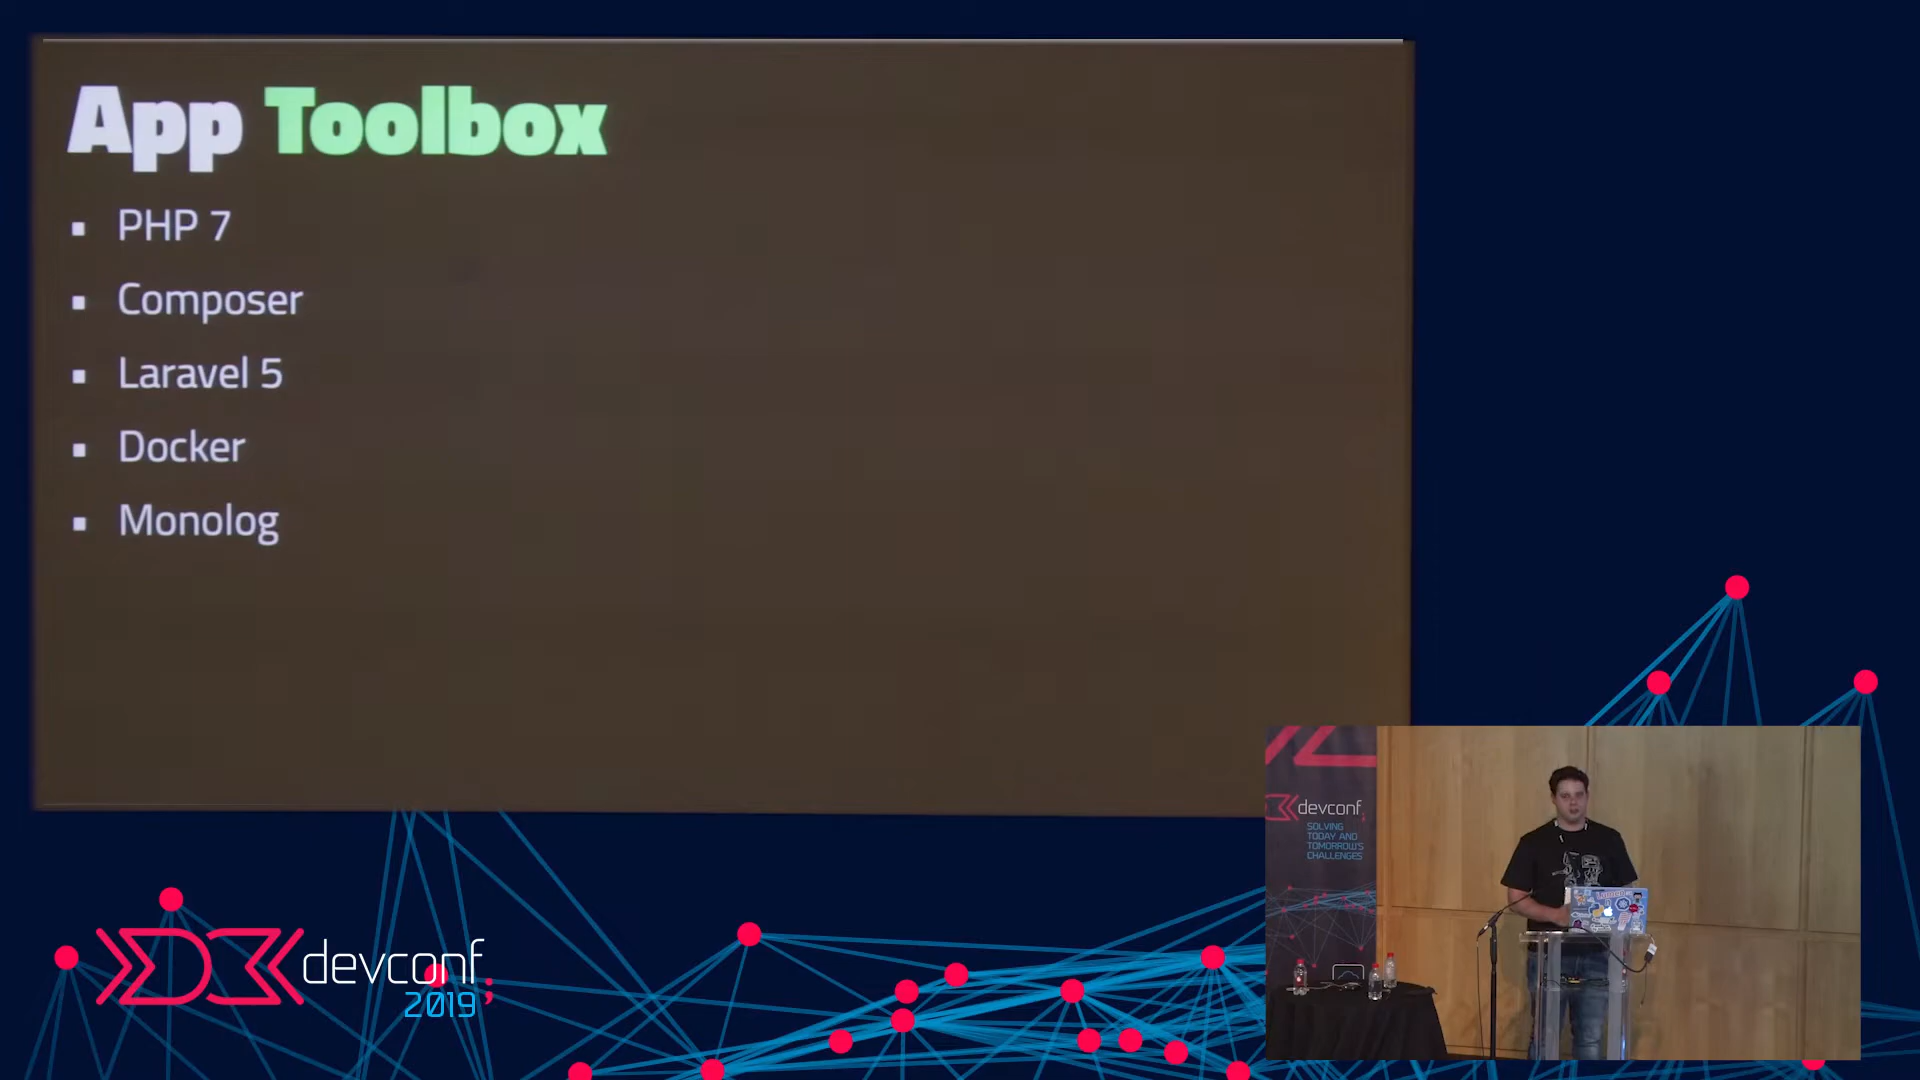 App Toolbox
▪ PHP 7
▪ Composer
▪ Laravel 5
▪ Docker
▪ Monolog
devconf;
2019
devconf;
SOLVING
TODAY AND
TOMORROW'S
CHALLENGES